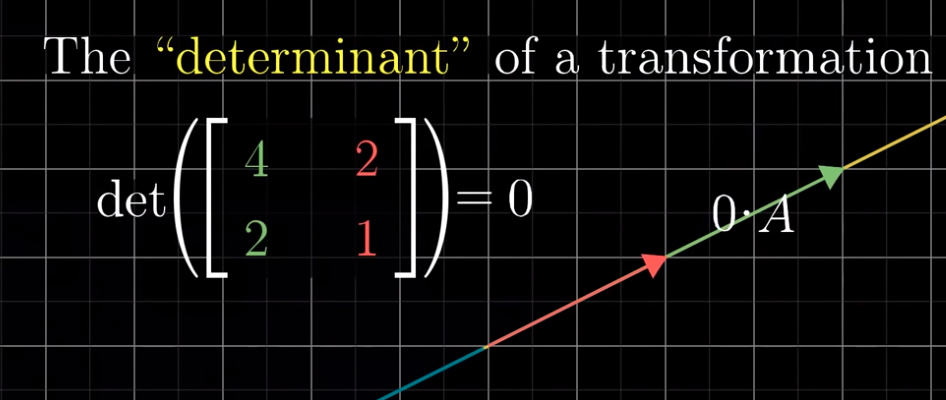 The “determinant” of a transformation
det([4 2
2 1]) = 0
0 · A